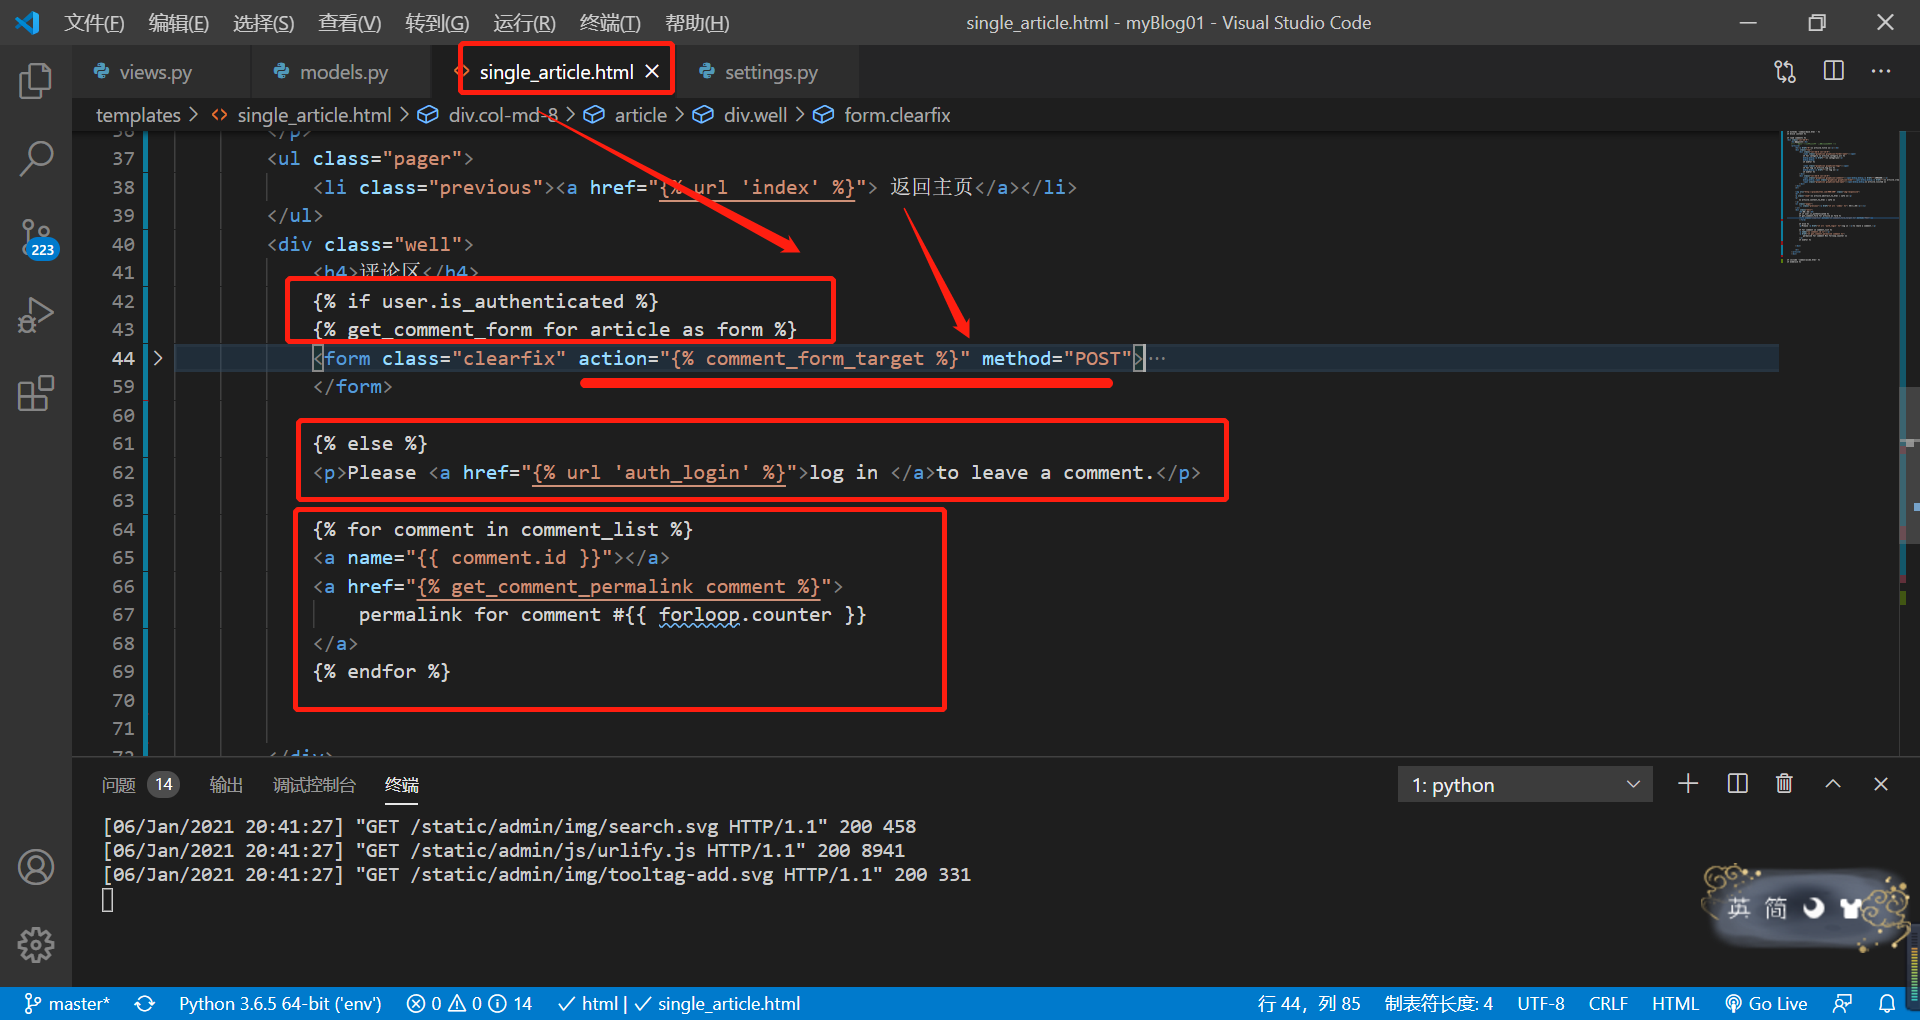 文件(F) 编辑(E) 选择(S) 查看(V) 转到(G) 运行(R) 终端(T) 帮助(H) single_article.html - myBlog01 - Visual Studio Code
views.py models.py single_article.html settings.py
templates > single_article.html > div.col-md-8 > article > div.well > form.clearfix
36 </p>
37 <ul class="pager">
38 <li class="previous"><a href="{% url 'index' %}"> 返回主页</a></li>
39 </ul>
40 <div class="well">
41 <h4>评论区</h4>
42 {% if user.is_authenticated %}
43 {% get_comment_form for article as form %}
44 <form class="clearfix" action="{% comment_form_target %}" method="POST">···
59 </form>
60
61 {% else %}
62 <p>Please <a href="{% url 'auth_login' %}">log in </a>to leave a comment.</p>
63
64 {% for comment in comment_list %}
65 <a name="{{ comment.id }}"></a>
66 <a href="{% get_comment_permalink comment %}">
67 permalink for comment #{{ forloop.counter }}
68 </a>
69 {% endfor %}
70
71
72 </div>
223
问题 14 输出 调试控制台 终端 1: python
[06/Jan/2021 20:41:27] "GET /static/admin/img/search.svg HTTP/1.1" 200 458
[06/Jan/2021 20:41:27] "GET /static/admin/js/urlify.js HTTP/1.1" 200 8941
[06/Jan/2021 20:41:27] "GET /static/admin/img/tooltag-add.svg HTTP/1.1" 200 331
英 简
master* Python 3.6.5 64-bit ('env') 0 0 14 html | single_article.html 行 44，列 85 制表符长度: 4 UTF-8 CRLF HTML Go Live